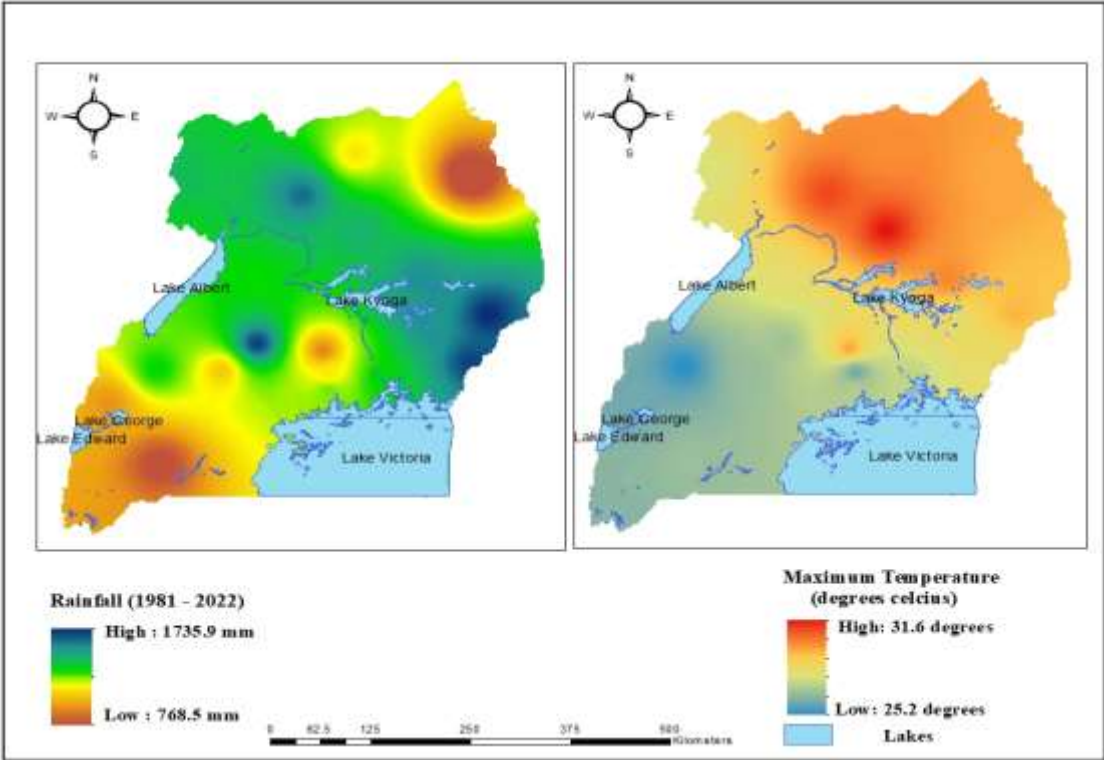 N
W E
S
Lake Albert
Lake Kyoga
Lake George
Lake Edward
Lake Victoria
N
W E
S
Lake Albert
Lake Kyoga
Lake George
Lake Edward
Lake Victoria
Rainfall (1981 - 2022)
High : 1735.9 mm
Low : 768.5 mm
0 62.5 125 250 375 500
Kilometers
Maximum Temperature
(degrees celcius)
High: 31.6 degrees
Low: 25.2 degrees
Lakes